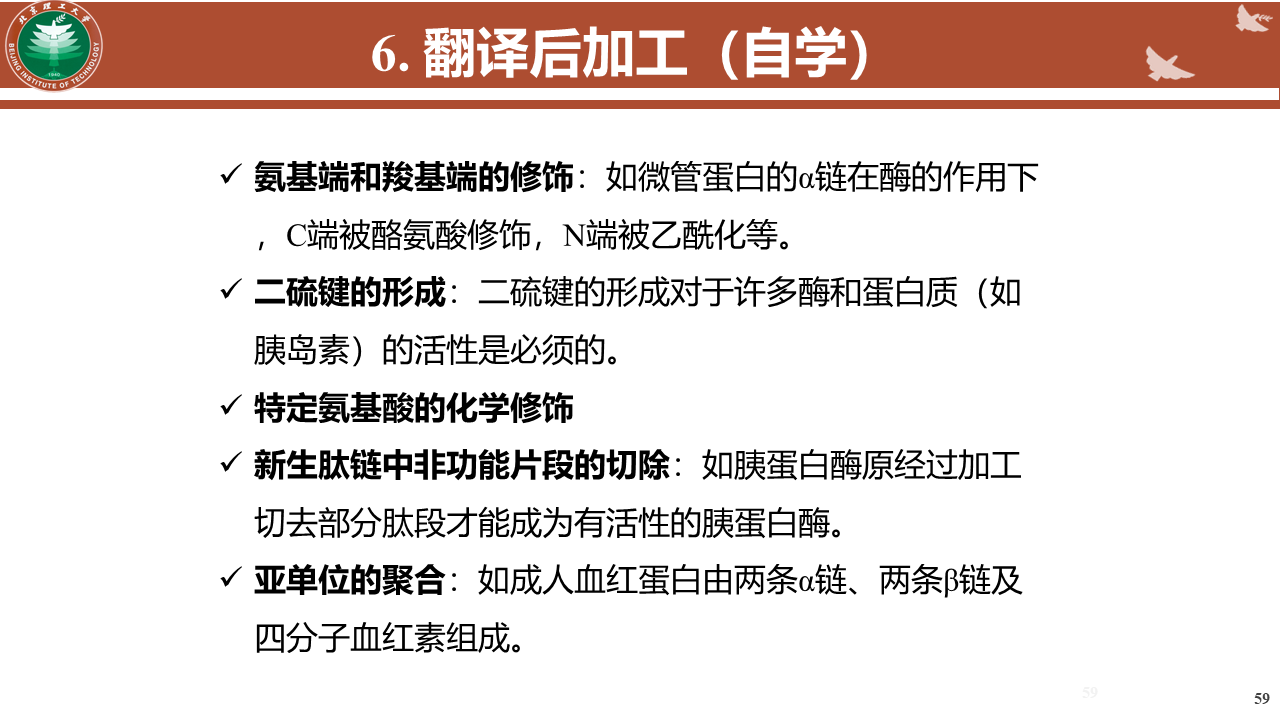 北京理工大学
BEIJING INSTITUTE OF TECHNOLOGY
1940
6. 翻译后加工（自学）
✓ 氨基端和羧基端的修饰：如微管蛋白的α链在酶的作用下
，C端被酪氨酸修饰，N端被乙酰化等。
✓ 二硫键的形成：二硫键的形成对于许多酶和蛋白质（如
胰岛素）的活性是必须的。
✓ 特定氨基酸的化学修饰
✓ 新生肽链中非功能片段的切除：如胰蛋白酶原经过加工
切去部分肽段才能成为有活性的胰蛋白酶。
✓ 亚单位的聚合：如成人血红蛋白由两条α链、两条β链及
四分子血红素组成。
59
59